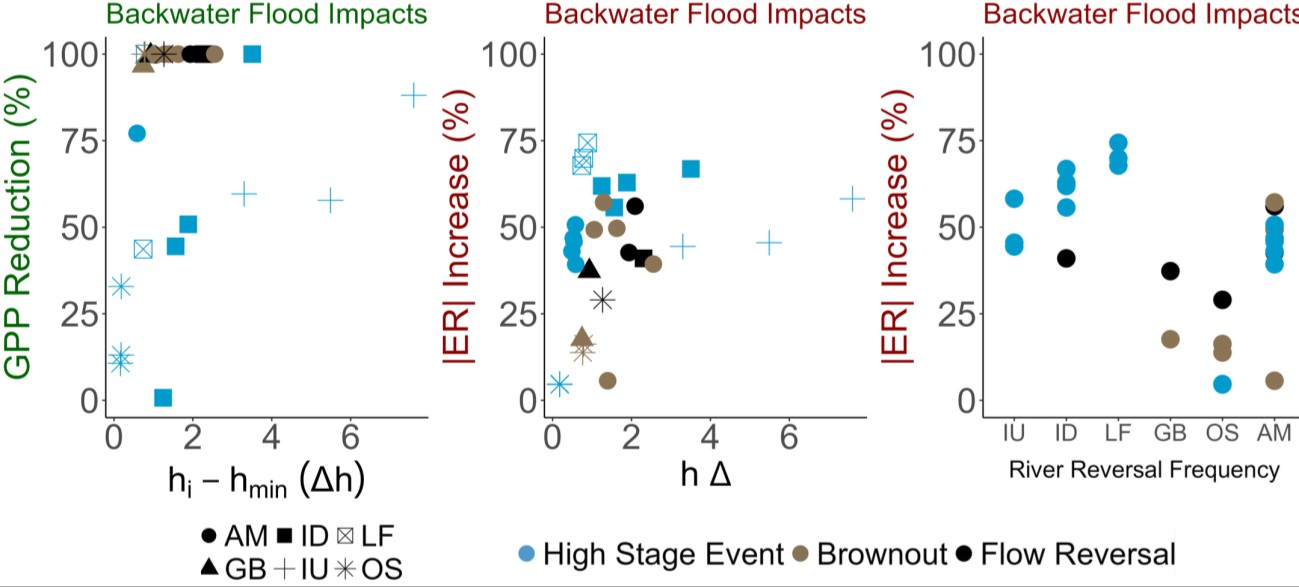 Backwater Flood Impacts
GPP Reduction (%)
100
75
50
25
0
0 2 4 6
hi – hmin (Δh)
Backwater Flood Impacts
|ER| Increase (%)
100
75
50
25
0
0 2 4 6
h Δ
Backwater Flood Impacts
|ER| Increase (%)
100
75
50
25
0
IU ID LF GB OS AM
River Reversal Frequency
AM ID LF
GB IU OS
High Stage Event Brownout Flow Reversal